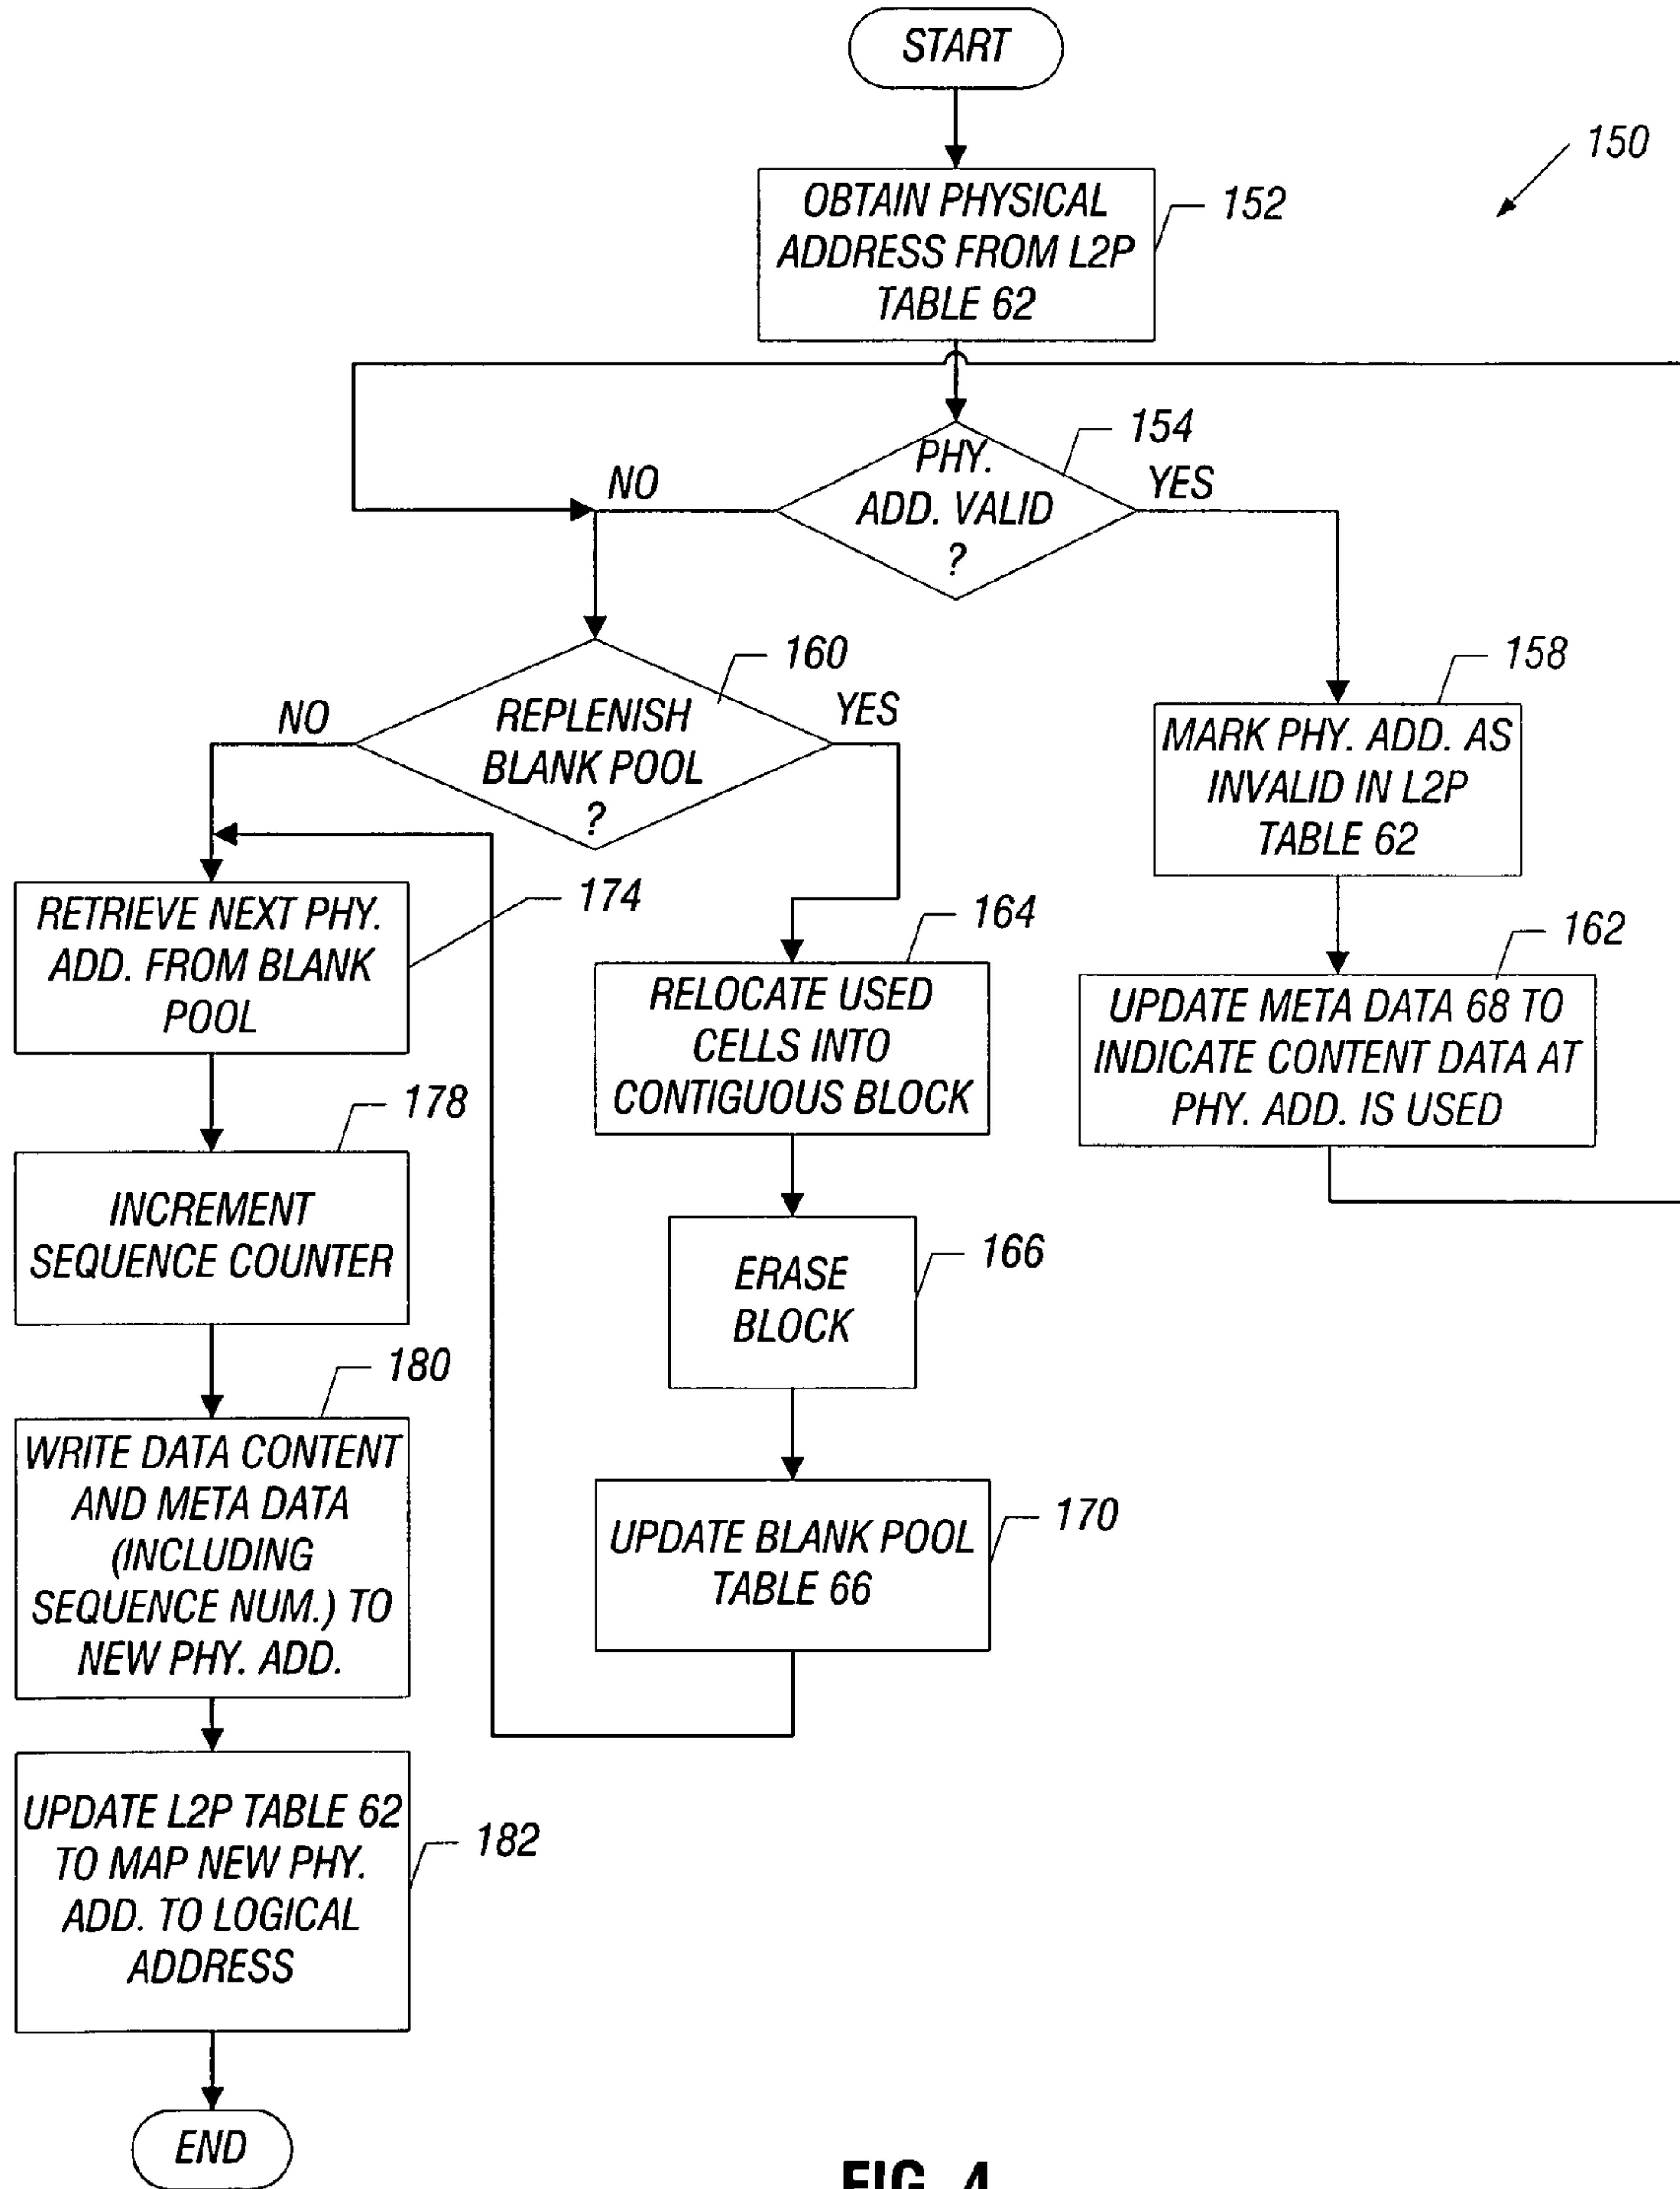 START
150
OBTAIN PHYSICAL
ADDRESS FROM L2P
TABLE 62
152
PHY.
ADD. VALID
?
154
NO
YES
REPLENISH
BLANK POOL
?
160
NO
YES
MARK PHY. ADD. AS
INVALID IN L2P
TABLE 62
158
UPDATE META DATA 68 TO
INDICATE CONTENT DATA AT
PHY. ADD. IS USED
162
RELOCATE USED
CELLS INTO
CONTIGUOUS BLOCK
164
ERASE
BLOCK
166
UPDATE BLANK POOL
TABLE 66
170
RETRIEVE NEXT PHY.
ADD. FROM BLANK
POOL
174
INCREMENT
SEQUENCE COUNTER
178
WRITE DATA CONTENT
AND META DATA
(INCLUDING
SEQUENCE NUM.) TO
NEW PHY. ADD.
180
UPDATE L2P TABLE 62
TO MAP NEW PHY.
ADD. TO LOGICAL
ADDRESS
182
END
FIG. 4